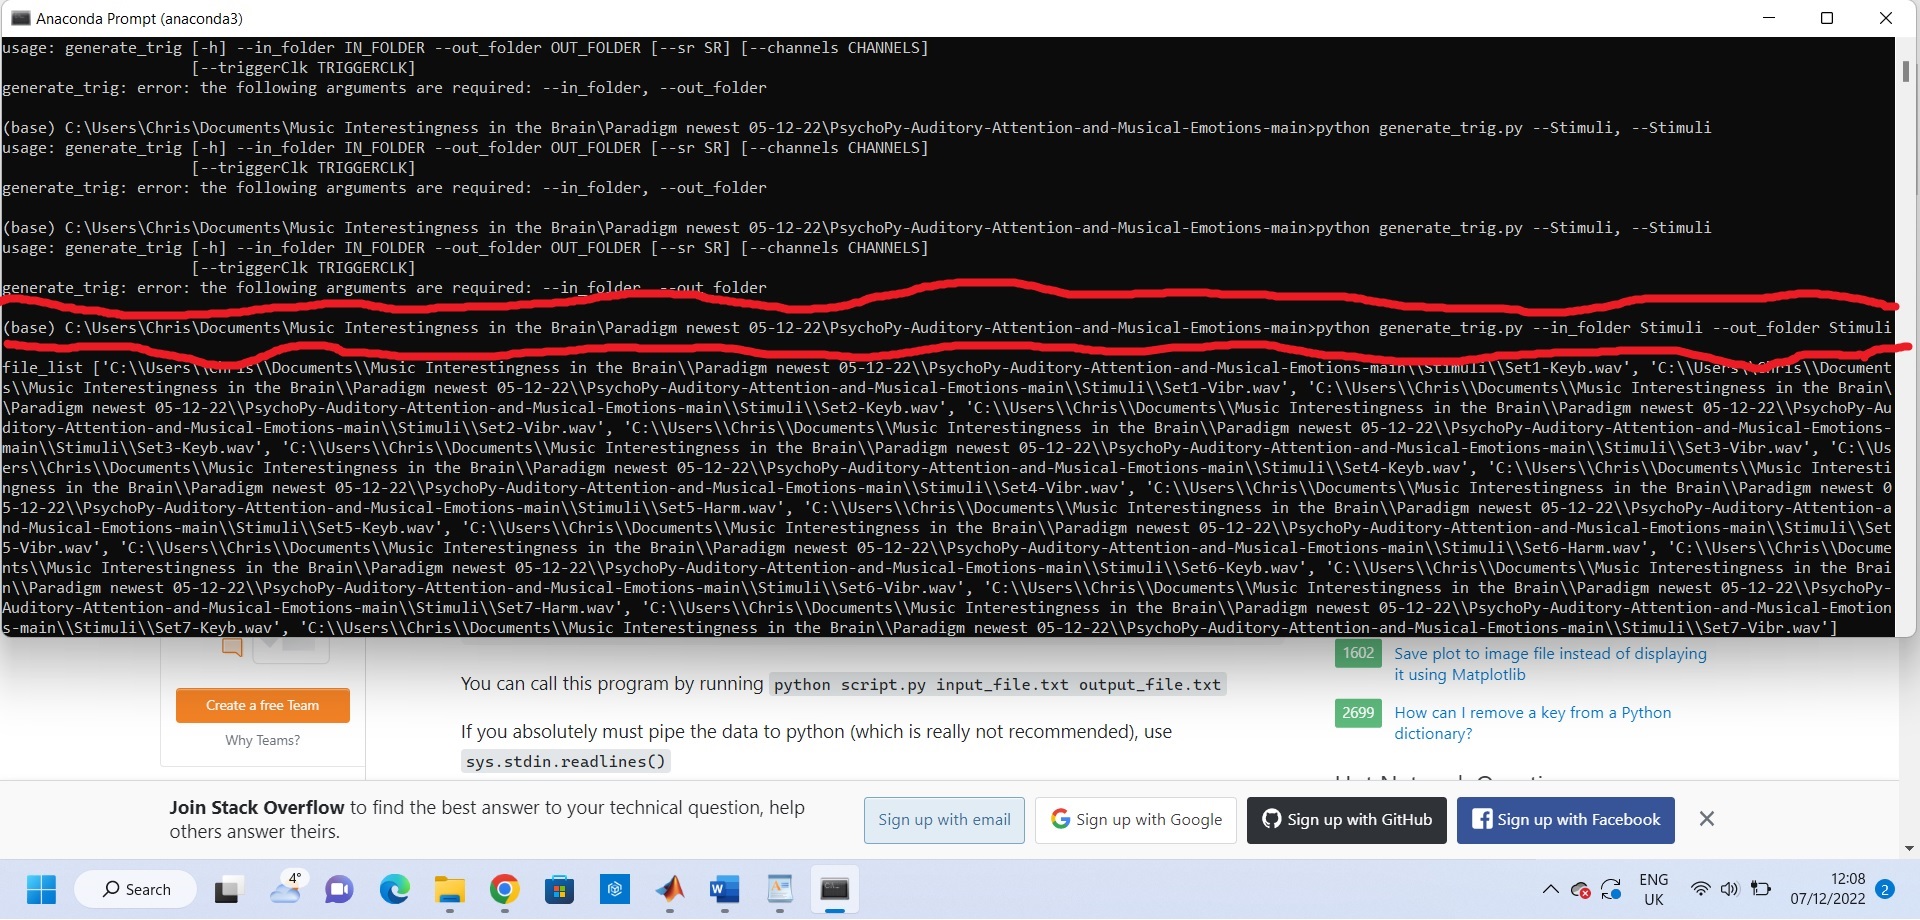 Anaconda Prompt (anaconda3)
usage: generate_trig [-h] --in_folder IN_FOLDER --out_folder OUT_FOLDER [--sr SR] [--channels CHANNELS]
[--triggerClk TRIGGERCLK]
generate_trig: error: the following arguments are required: --in_folder, --out_folder
(base) C:\Users\Chris\Documents\Music Interestingness in the Brain\Paradigm newest 05-12-22\PsychoPy-Auditory-Attention-and-Musical-Emotions-main>python generate_trig.py --Stimuli, --Stimuli
usage: generate_trig [-h] --in_folder IN_FOLDER --out_folder OUT_FOLDER [--sr SR] [--channels CHANNELS]
[--triggerClk TRIGGERCLK]
generate_trig: error: the following arguments are required: --in_folder, --out_folder
(base) C:\Users\Chris\Documents\Music Interestingness in the Brain\Paradigm newest 05-12-22\PsychoPy-Auditory-Attention-and-Musical-Emotions-main>python generate_trig.py --Stimuli, --Stimuli
usage: generate_trig [-h] --in_folder IN_FOLDER --out_folder OUT_FOLDER [--sr SR] [--channels CHANNELS]
[--triggerClk TRIGGERCLK]
generate_trig: error: the following arguments are required: --in_folder, --out_folder
(base) C:\Users\Chris\Documents\Music Interestingness in the Brain\Paradigm newest 05-12-22\PsychoPy-Auditory-Attention-and-Musical-Emotions-main>python generate_trig.py --in_folder Stimuli --out_folder Stimuli
file_list ['C:\\Users\\Chris\\Documents\\Music Interestingness in the Brain\\Paradigm newest 05-12-22\\PsychoPy-Auditory-Attention-and-Musical-Emotions-main\\Stimuli\\Set1-Keyb.wav', 'C:\\Users\\Chris\\Document
s\\Music Interestingness in the Brain\\Paradigm newest 05-12-22\\PsychoPy-Auditory-Attention-and-Musical-Emotions-main\\Stimuli\\Set1-Vibr.wav', 'C:\\Users\\Chris\\Documents\\Music Interestingness in the Brain\
\Paradigm newest 05-12-22\\PsychoPy-Auditory-Attention-and-Musical-Emotions-main\\Stimuli\\Set2-Keyb.wav', 'C:\\Users\\Chris\\Documents\\Music Interestingness in the Brain\\Paradigm newest 05-12-22\\PsychoPy-Au
ditory-Attention-and-Musical-Emotions-main\\Stimuli\\Set2-Vibr.wav', 'C:\\Users\\Chris\\Documents\\Music Interestingness in the Brain\\Paradigm newest 05-12-22\\PsychoPy-Auditory-Attention-and-Musical-Emotions-
main\\Stimuli\\Set3-Keyb.wav', 'C:\\Users\\Chris\\Documents\\Music Interestingness in the Brain\\Paradigm newest 05-12-22\\PsychoPy-Auditory-Attention-and-Musical-Emotions-main\\Stimuli\\Set3-Vibr.wav', 'C:\\Us
ers\\Chris\\Documents\\Music Interestingness in the Brain\\Paradigm newest 05-12-22\\PsychoPy-Auditory-Attention-and-Musical-Emotions-main\\Stimuli\\Set4-Keyb.wav', 'C:\\Users\\Chris\\Documents\\Music Interesti
ngness in the Brain\\Paradigm newest 05-12-22\\PsychoPy-Auditory-Attention-and-Musical-Emotions-main\\Stimuli\\Set4-Vibr.wav', 'C:\\Users\\Chris\\Documents\\Music Interestingness in the Brain\\Paradigm newest 0
5-12-22\\PsychoPy-Auditory-Attention-and-Musical-Emotions-main\\Stimuli\\Set5-Harm.wav', 'C:\\Users\\Chris\\Documents\\Music Interestingness in the Brain\\Paradigm newest 05-12-22\\PsychoPy-Auditory-Attention-a
nd-Musical-Emotions-main\\Stimuli\\Set5-Keyb.wav', 'C:\\Users\\Chris\\Documents\\Music Interestingness in the Brain\\Paradigm newest 05-12-22\\PsychoPy-Auditory-Attention-and-Musical-Emotions-main\\Stimuli\\Set
5-Vibr.wav', 'C:\\Users\\Chris\\Documents\\Music Interestingness in the Brain\\Paradigm newest 05-12-22\\PsychoPy-Auditory-Attention-and-Musical-Emotions-main\\Stimuli\\Set6-Harm.wav', 'C:\\Users\\Chris\\Docume
nts\\Music Interestingness in the Brain\\Paradigm newest 05-12-22\\PsychoPy-Auditory-Attention-and-Musical-Emotions-main\\Stimuli\\Set6-Keyb.wav', 'C:\\Users\\Chris\\Documents\\Music Interestingness in the Brai
n\\Paradigm newest 05-12-22\\PsychoPy-Auditory-Attention-and-Musical-Emotions-main\\Stimuli\\Set6-Vibr.wav', 'C:\\Users\\Chris\\Documents\\Music Interestingness in the Brain\\Paradigm newest 05-12-22\\PsychoPy-
Auditory-Attention-and-Musical-Emotions-main\\Stimuli\\Set7-Harm.wav', 'C:\\Users\\Chris\\Documents\\Music Interestingness in the Brain\\Paradigm newest 05-12-22\\PsychoPy-Auditory-Attention-and-Musical-Emotion
s-main\\Stimuli\\Set7-Keyb.wav', 'C:\\Users\\Chris\\Documents\\Music Interestingness in the Brain\\Paradigm newest 05-12-22\\PsychoPy-Auditory-Attention-and-Musical-Emotions-main\\Stimuli\\Set7-Vibr.wav']
Create a free Team
Why Teams?
You can call this program by running python script.py input_file.txt output_file.txt
If you absolutely must pipe the data to python (which is really not recommended), use
sys.stdin.readlines()
1602 Save plot to image file instead of displaying
it using Matplotlib
2699 How can I remove a key from a Python
dictionary?
Join Stack Overflow to find the best answer to your technical question, help
others answer theirs.
Sign up with email
Sign up with Google
Sign up with GitHub
Sign up with Facebook
Search
4°
ENG
UK
12:08
07/12/2022
2